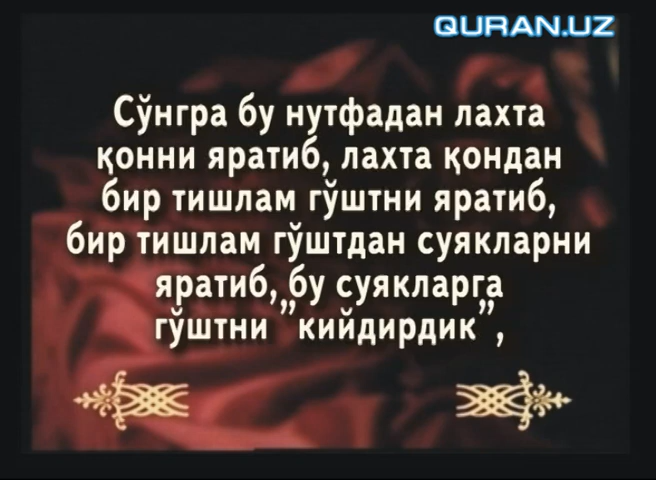 QURAN.UZ
Сўнгра бу нутфадан лахта
қонни яратиб, лахта қондан
бир тишлам гўштни яратиб,
бир тишлам гўштдан суякларни
яратиб, бу суякларга
гўштни ”кийдирдик”,